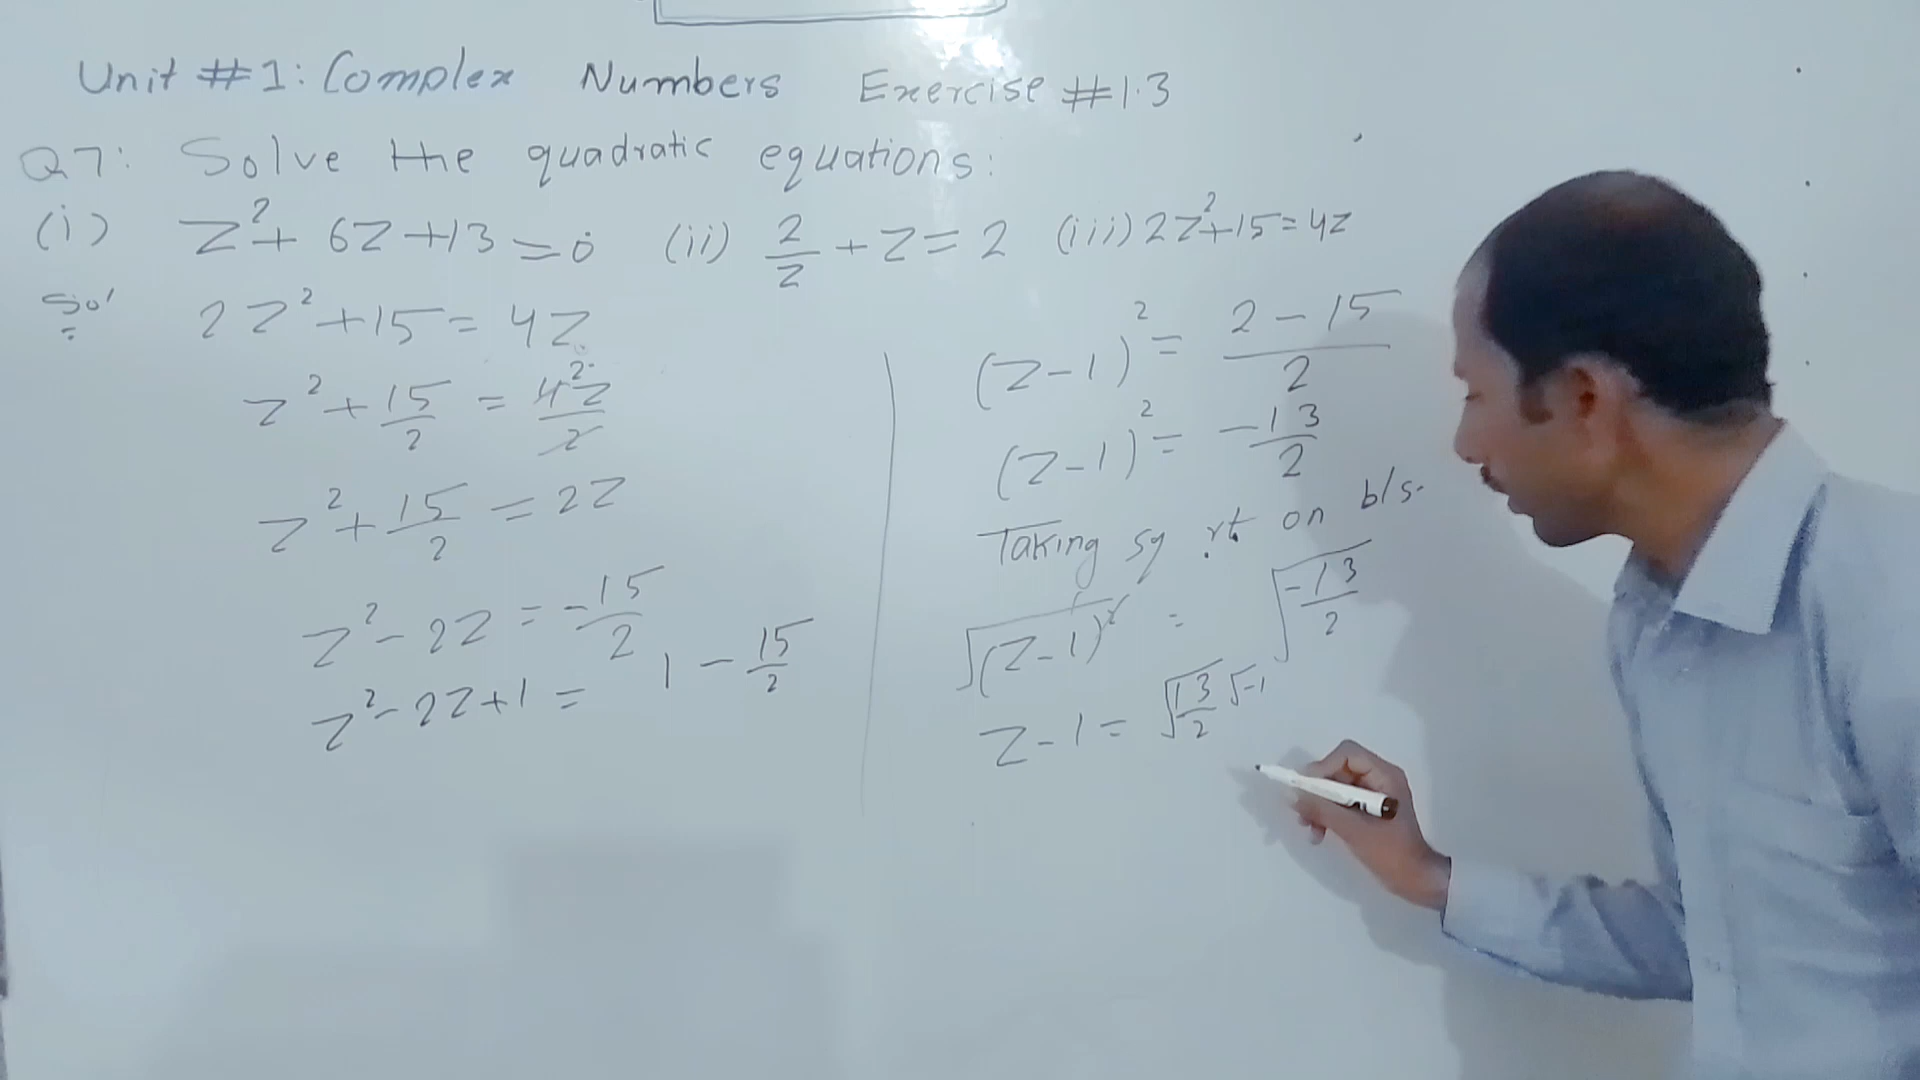 Unit #1: Complex Numbers Exercise #1.3
Q7: Solve the quadratic equations:
(i) z² + 6z + 13 = 0 (ii) 2/z + z = 2 (iii) 2z² + 15 = 4z
Sol
2z² + 15 = 4z
z² + 15/2 = 4z/2 2
z² + 15/2 = 2z
z² - 2z = -15/2
z² - 2z + 1 = 1 - 15/2
(z-1)² = 2-15/2
(z-1)² = -13/2
Taking sq rt on b/s.
√(z-1)² = √-13/2
z-1 = √13/2 √-1